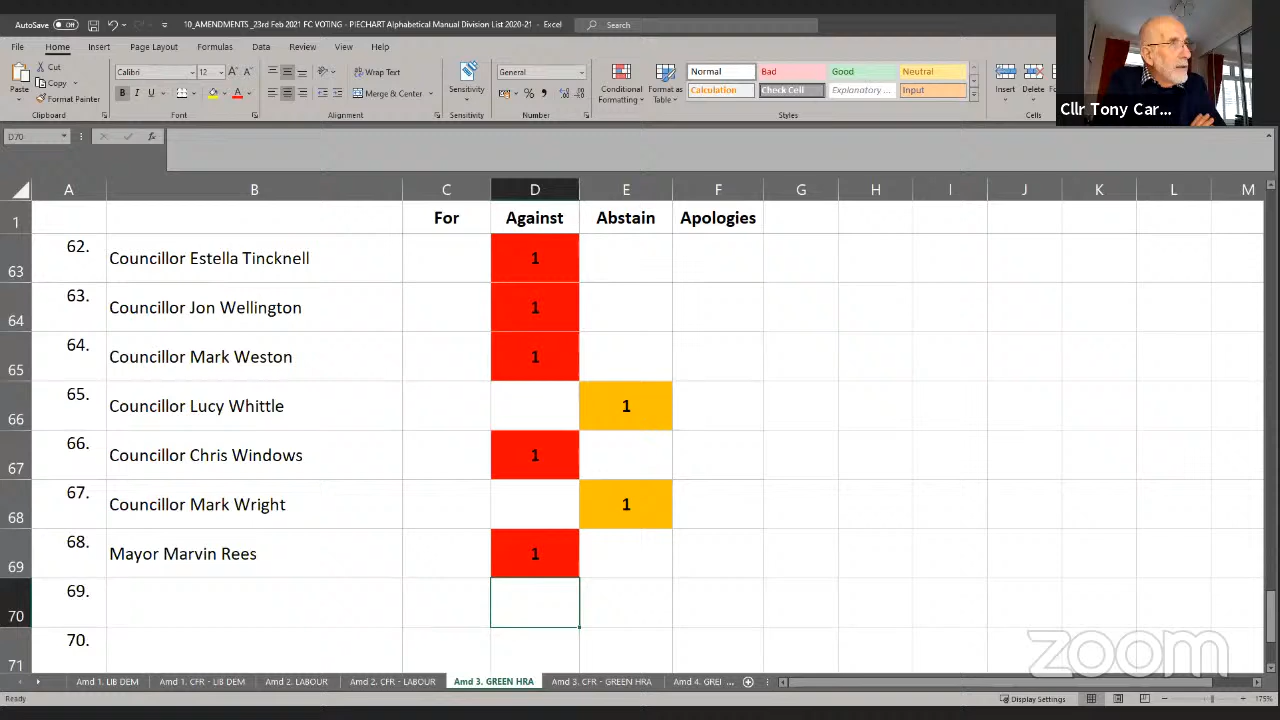 AutoSave Off 10_AMENDMENTS _23rd Feb 2021 FC VOTING - PIECHART Alphabetical Manual Division List 2020-21 - Excel Search
File Home Insert Page Layout Formulas Data Review View Help
Paste Cut Copy Format Painter Clipboard
Calibri 12 A A B I U A Font
Wrap Text Merge & Center Alignment
Sensitivity Sensitivity
General % Number
Conditional Formatting Format as Table
Normal Bad Good Neutral
Calculation Check Cell Explanatory ... Input
Styles
Insert Delete Cells
Cllr Tony Car...
D70 fx
A B C D E F G H I J K L M
1 For Against Abstain Apologies
63 62. Councillor Estella Tincknell 1
64 63. Councillor Jon Wellington 1
65 64. Councillor Mark Weston 1
66 65. Councillor Lucy Whittle 1
67 66. Councillor Chris Windows 1
68 67. Councillor Mark Wright 1
69 68. Mayor Marvin Rees 1
70 69.
71 70.
zoom
Amd 1. LIB DEM Amd 1. CFR - LIB DEM Amd 2. LABOUR Amd 2. CFR - LABOUR Amd 3. GREEN HRA Amd 3. CFR - GREEN HRA Amd 4. GREI ...
Ready Display Settings 175%